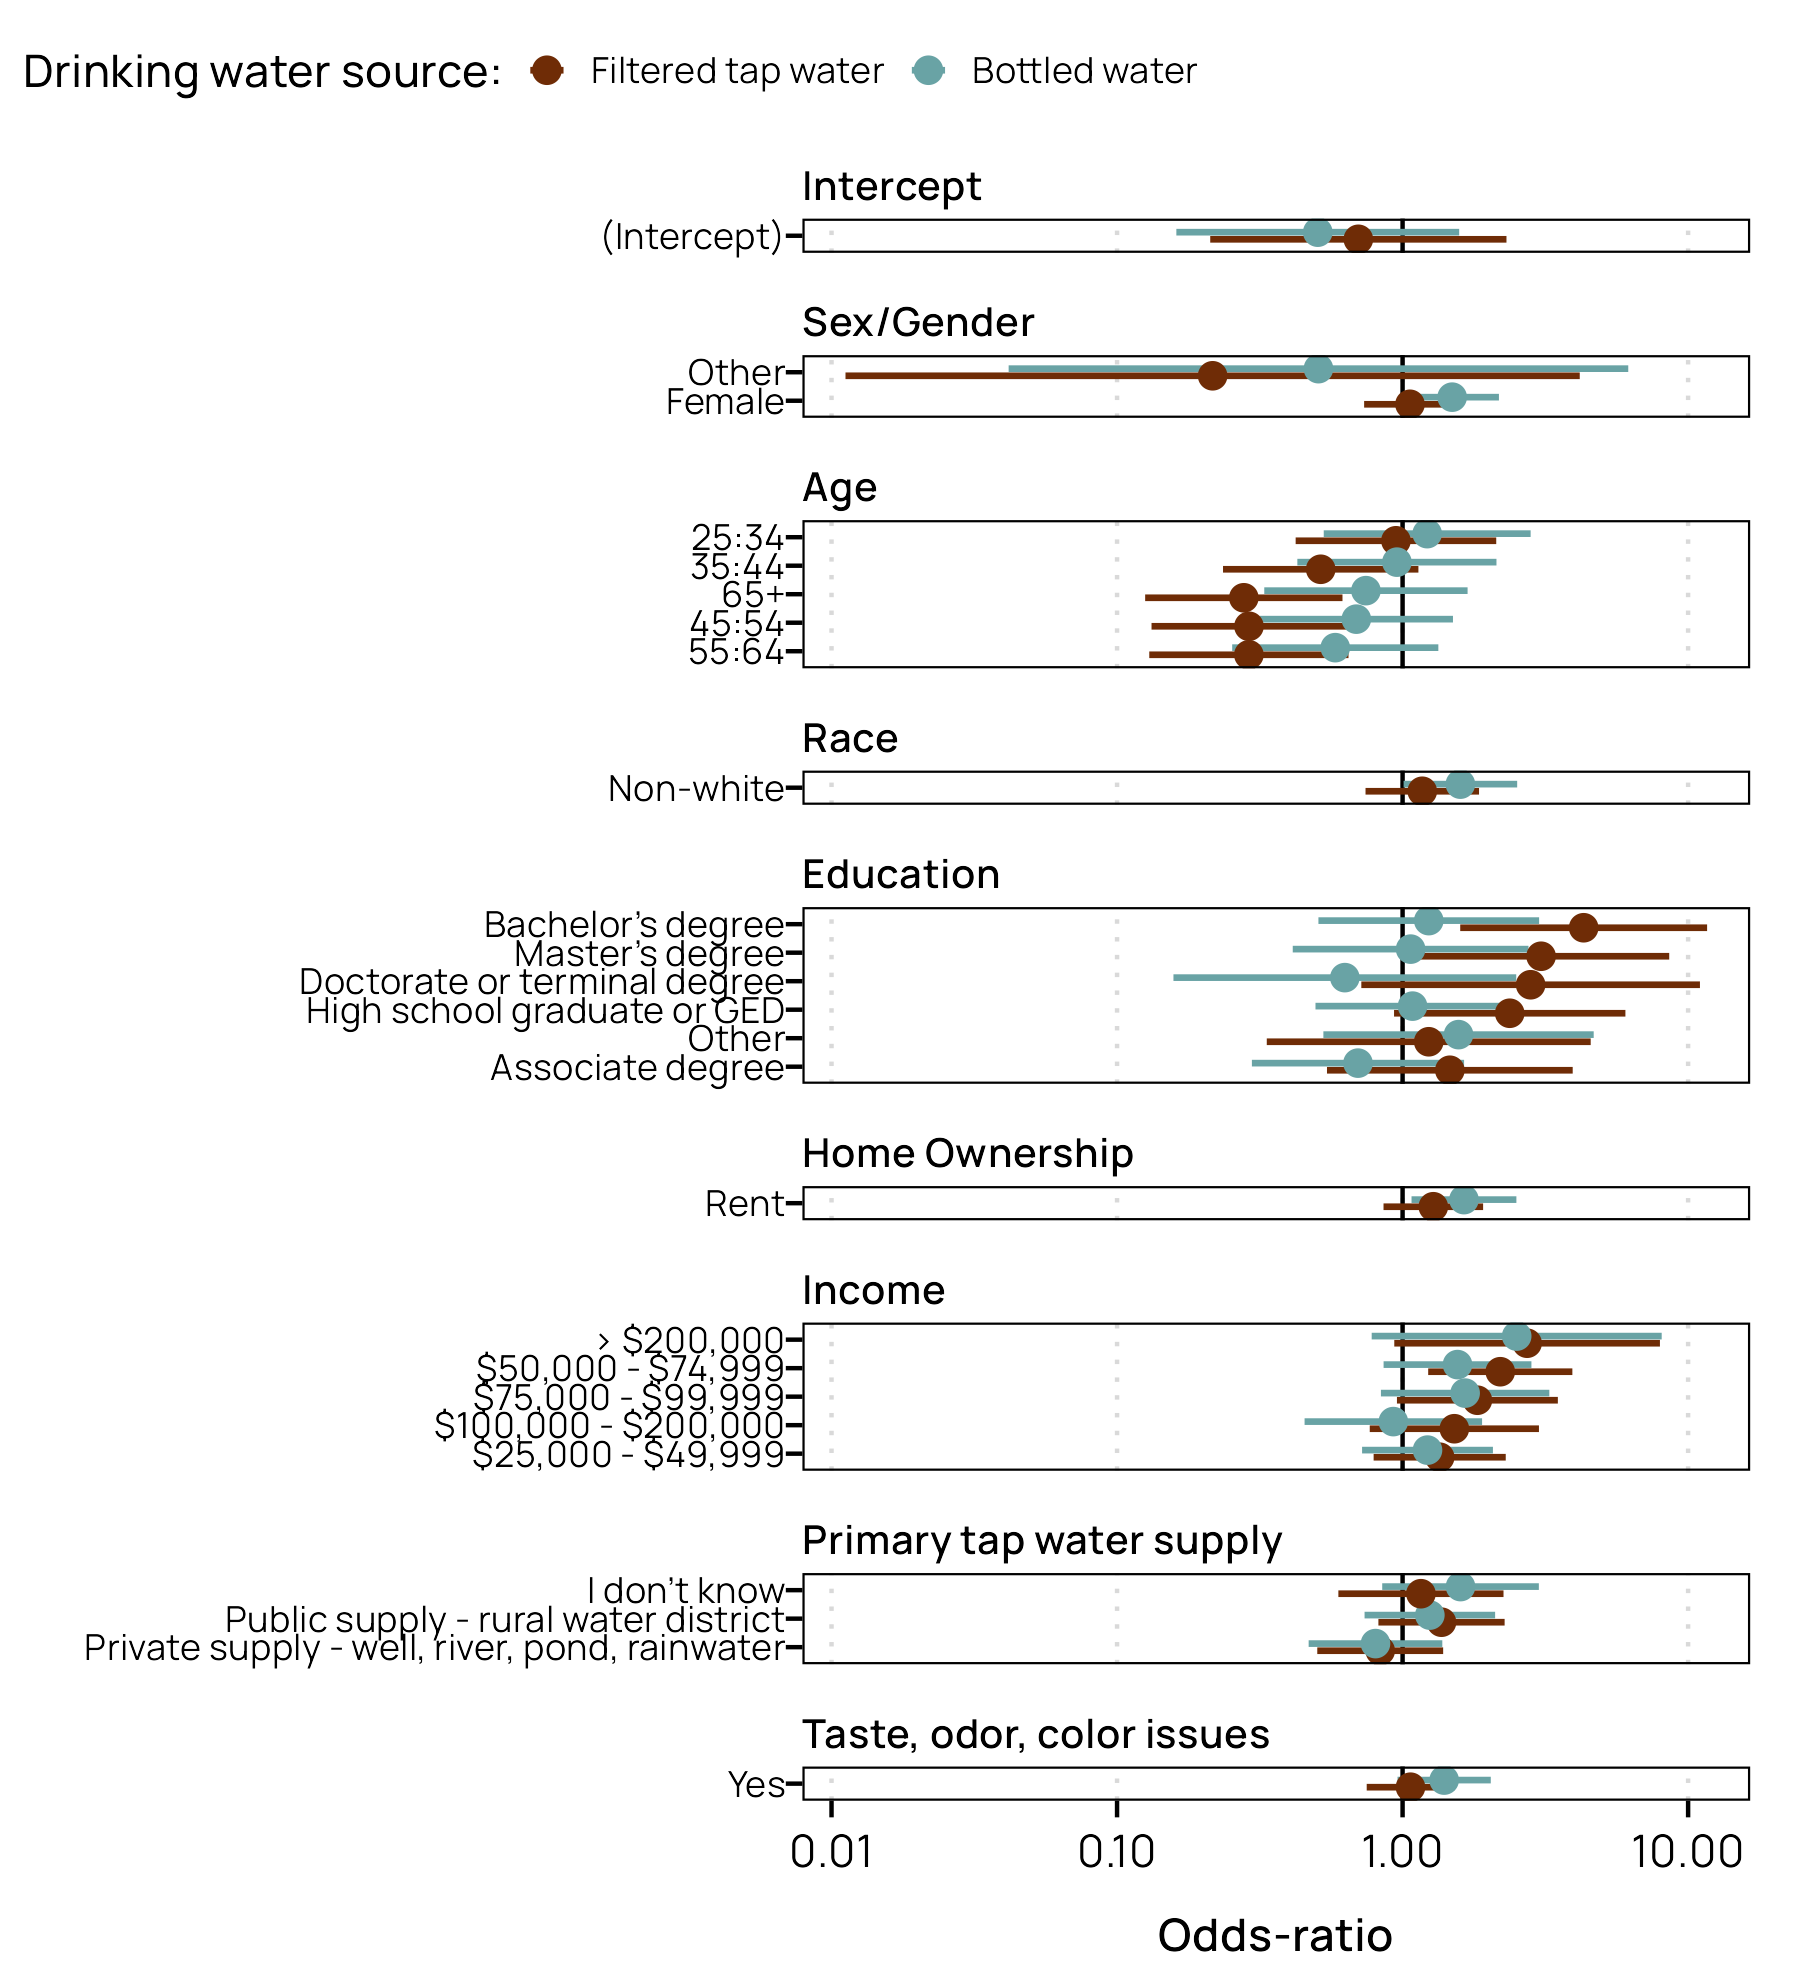 Drinking water source: Filtered tap water Bottled water
Intercept
(Intercept)
Sex/Gender
Other
Female
Age
25:34
35:44
65+
45:54
55:64
Race
Non-white
Education
Bachelor’s degree
Master’s degree
Doctorate or terminal degree
High school graduate or GED
Other
Associate degree
Home Ownership
Rent
Income
> $200,000
$50,000 - $74,999
$75,000 - $99,999
$100,000 - $200,000
$25,000 - $49,999
Primary tap water supply
I don’t know
Public supply - rural water district
Private supply - well, river, pond, rainwater
Taste, odor, color issues
Yes
0.01 0.10 1.00 10.00
Odds-ratio